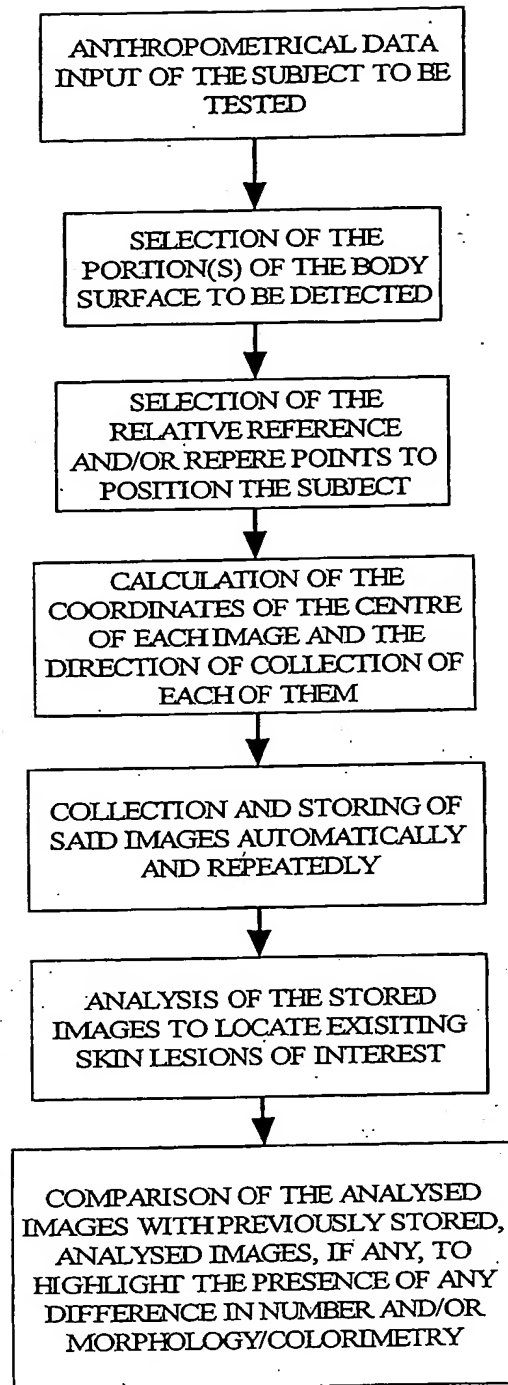 ANTHROPOMETRICAL DATA
INPUT OF THE SUBJECT TO BE
TESTED
SELECTION OF THE
PORTION(S) OF THE BODY
SURFACE TO BE DETECTED
SELECTION OF THE
RELATIVE REFERENCE
AND/OR REPERE POINTS TO
POSITION THE SUBJECT
CALCULATION OF THE
COORDINATES OF THE CENTRE
OF EACH IMAGE AND THE
DIRECTION OF COLLECTION OF
EACH OF THEM
COLLECTION AND STORING OF
SAID IMAGES AUTOMATICALLY
AND REPEATEDLY
ANALYSIS OF THE STORED
IMAGES TO LOCATE EXISITING
SKIN LESIONS OF INTEREST
COMPARISON OF THE ANALYSED
IMAGES WITH PREVIOUSLY STORED,
ANALYSED IMAGES, IF ANY, TO
HIGHLIGHT THE PRESENCE OF ANY
DIFFERENCE IN NUMBER AND/OR
MORPHOLOGY/COLORIMETRY